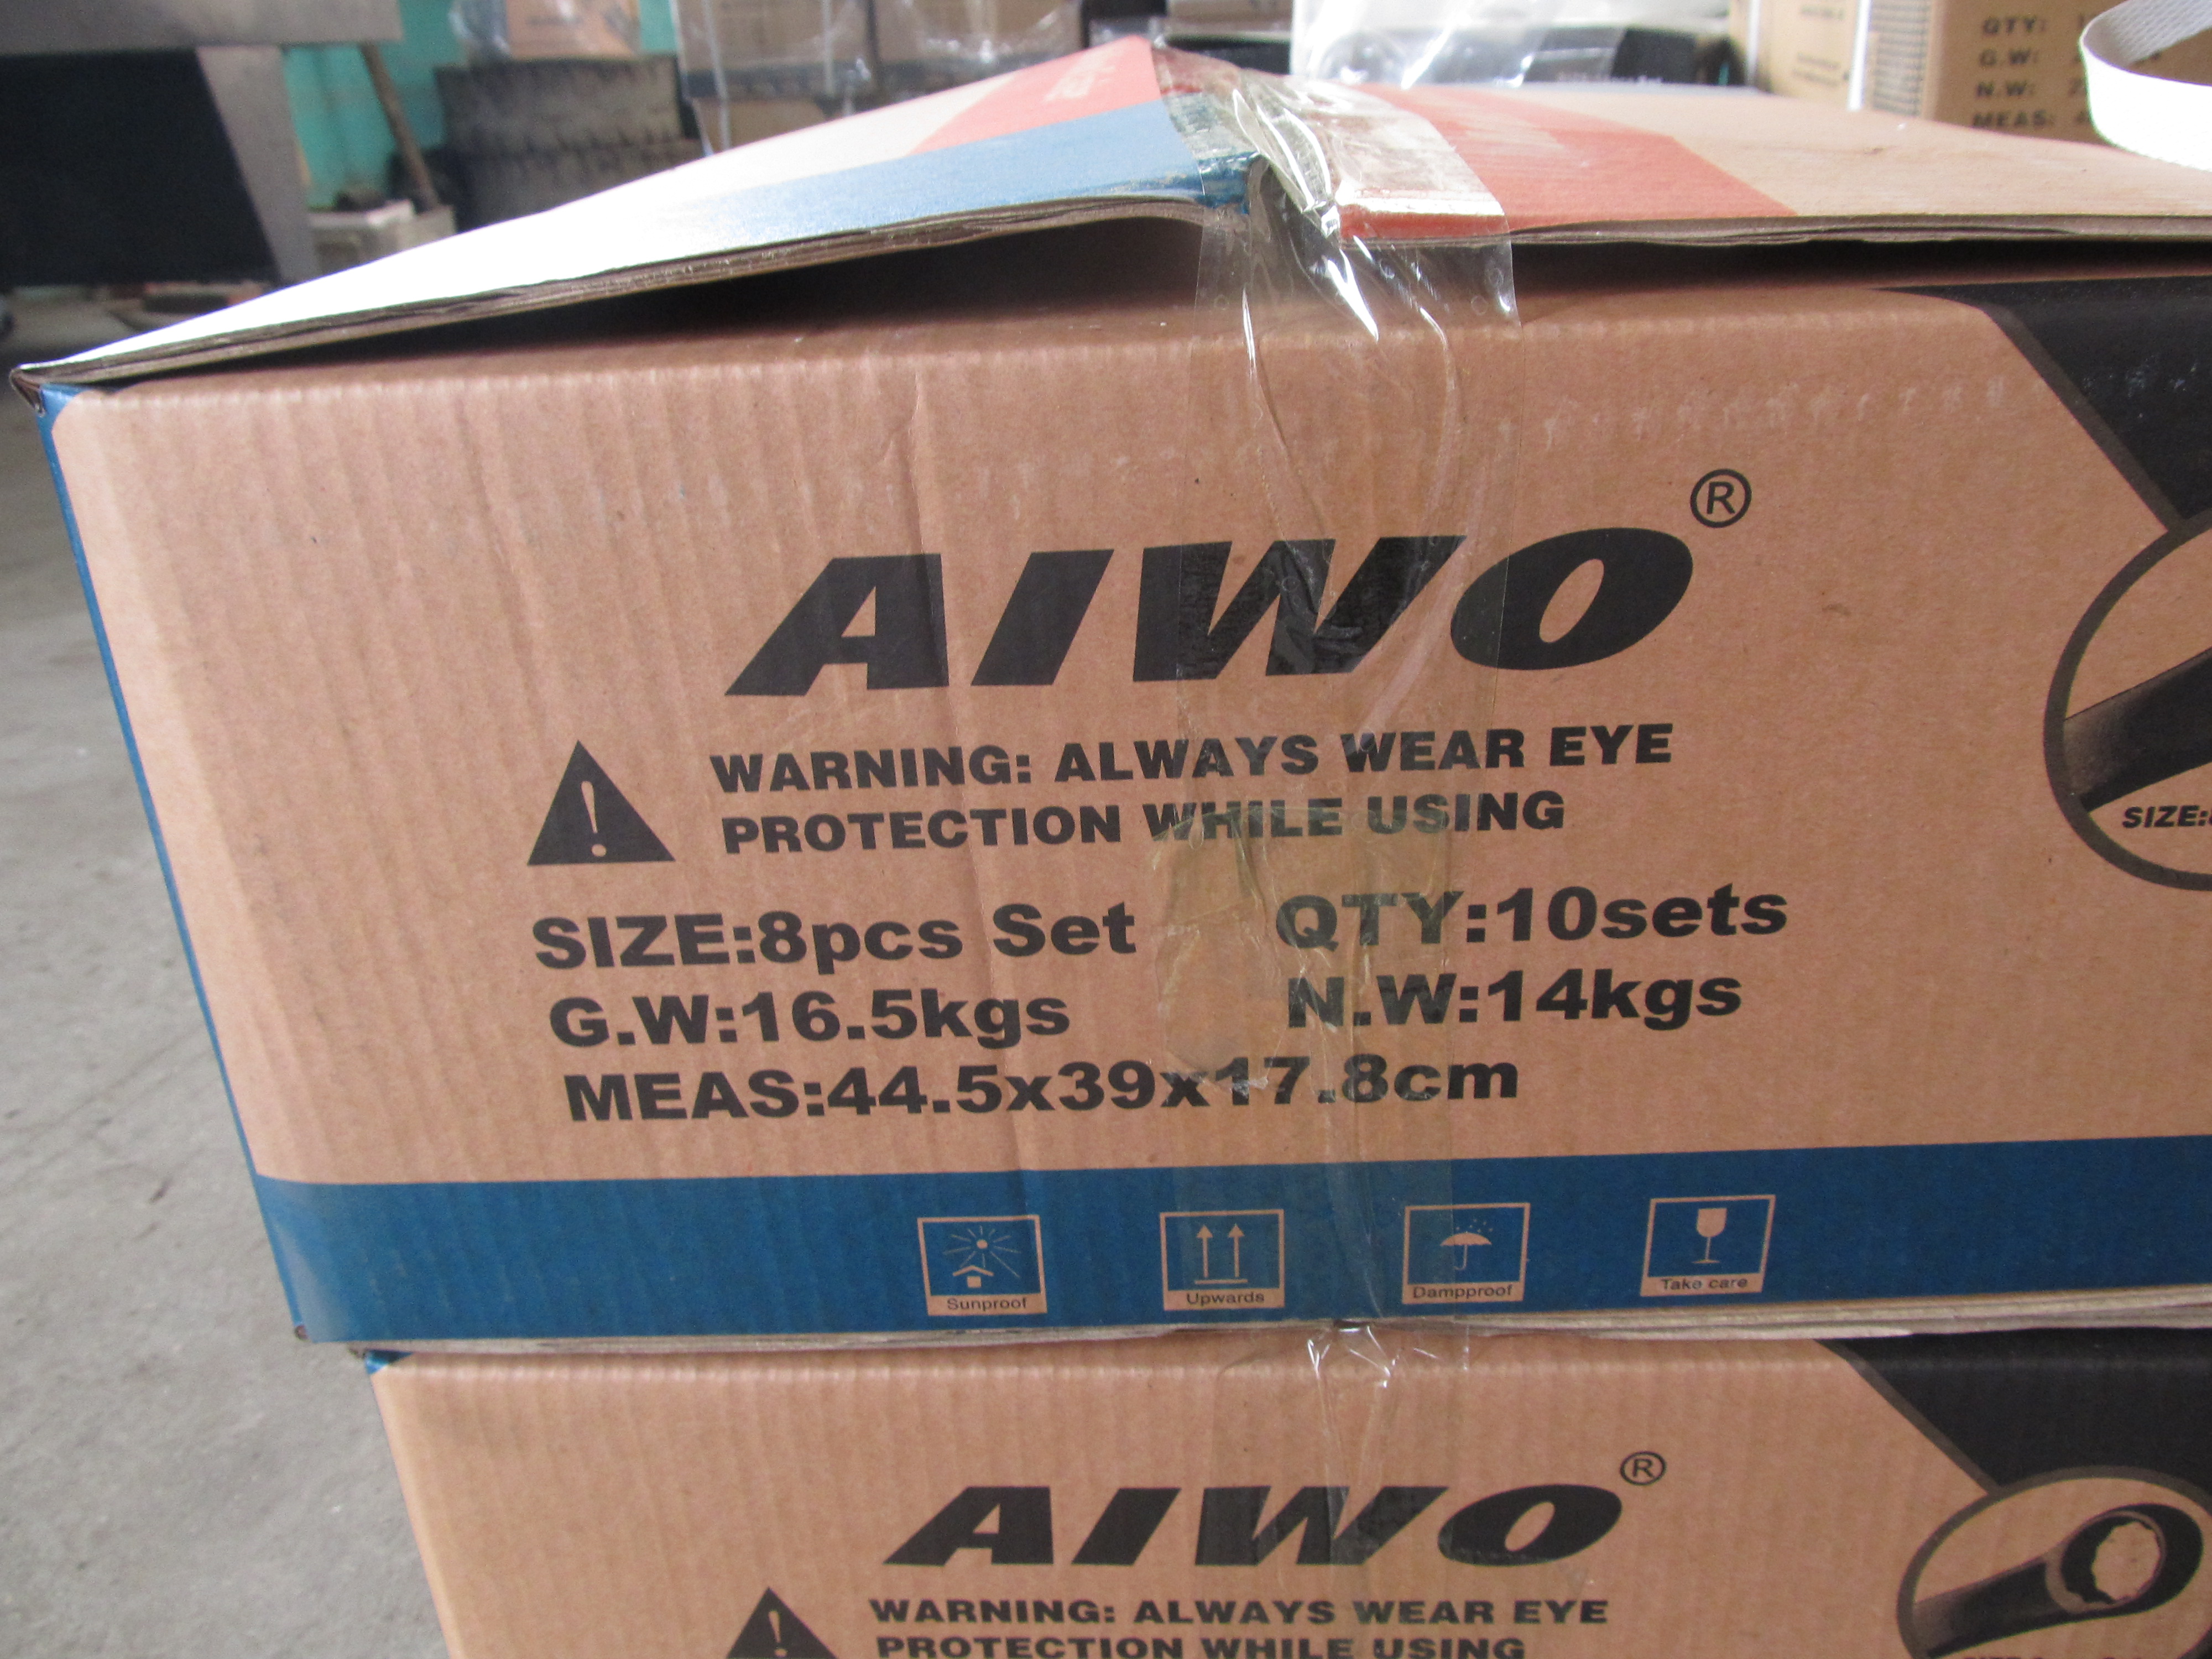 QTY:
G.W:
N.W:
MEAS:
AIWO®
WARNING: ALWAYS WEAR EYE
PROTECTION WHILE USING
SIZE:8pcs Set QTY:10sets
G.W:16.5kgs N.W:14kgs
MEAS:44.5x39x17.8cm
SIZE:
Sunproof Upwards Dampproof Take care
AIWO®
WARNING: ALWAYS WEAR EYE
PROTECTION WHILE USING